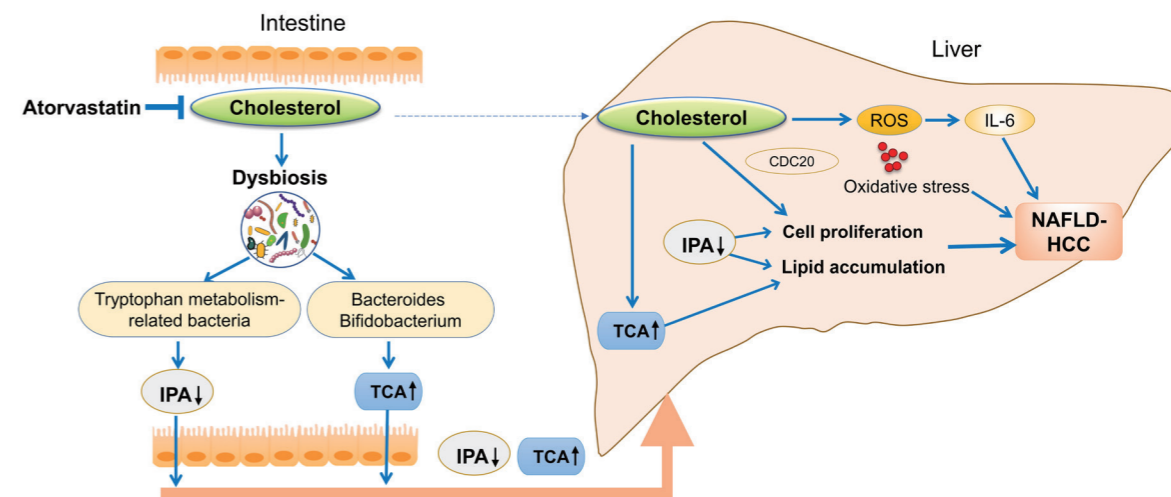 Intestine
Atorvastatin
Cholesterol
Dysbiosis
Tryptophan metabolism-
related bacteria
Bacteroides
Bifidobacterium
IPA↓
TCA↑
IPA↓
TCA↑
Liver
Cholesterol
ROS
IL-6
CDC20
Oxidative stress
IPA↓
Cell proliferation
Lipid accumulation
NAFLD-
HCC
TCA↑